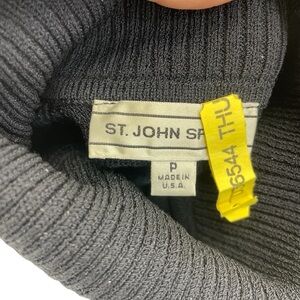 ST. JOHN SP
P
MADE IN
U.S.A.
06544 THU